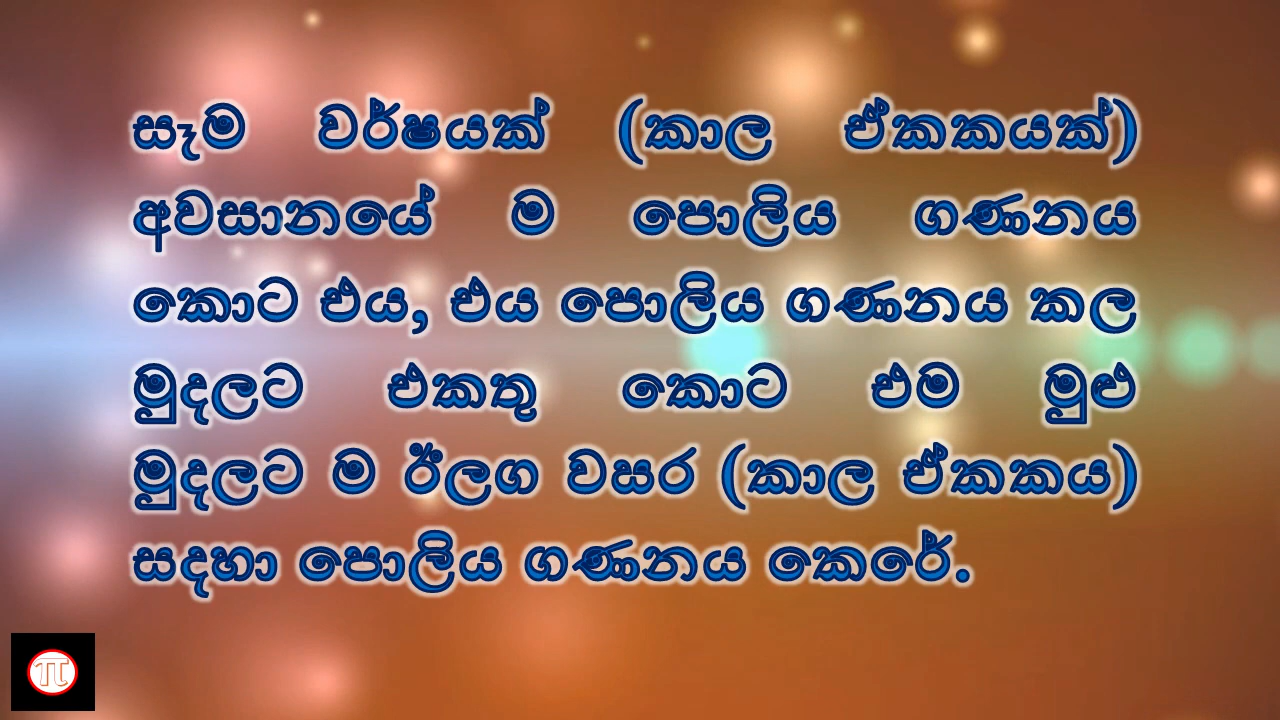 සෑම වර්ෂයක් (කාල ඒකකයක්)
අවසානයේ ම පොලිය ගණනය
කොට එය, එය පොලිය ගණනය කල
මුදලට එකතු කොට එම මුළු
මුදලට ම ඊලග වසර (කාල ඒකකය)
සදහා පොලිය ගණනය කෙරේ.
π